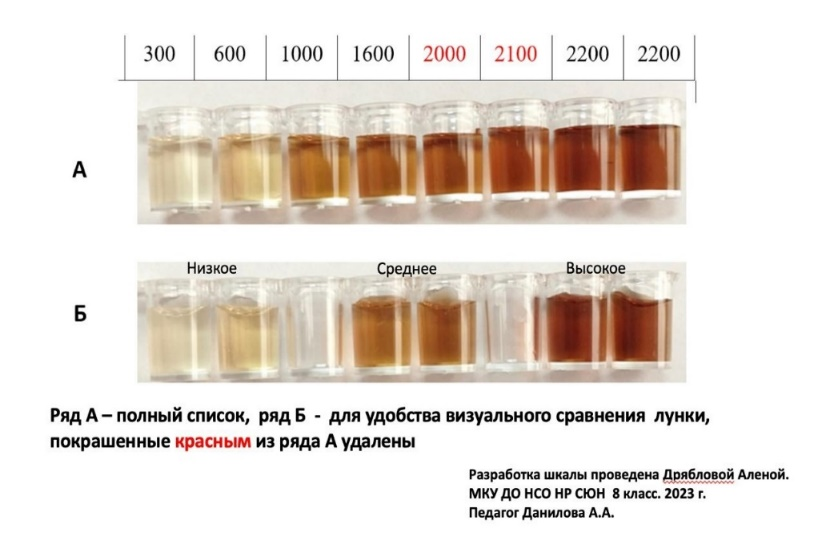 300 600 1000 1600 2000 2100 2200 2200
А
Низкое Среднее Высокое
Б
Ряд А – полный список, ряд Б - для удобства визуального сравнения лунки,
покрашенные красным из ряда А удалены
Разработка шкалы проведена Дрябловой Аленой.
МКУ ДО НСО НР СЮН 8 класс. 2023 г.
Педагог Данилова А.А.